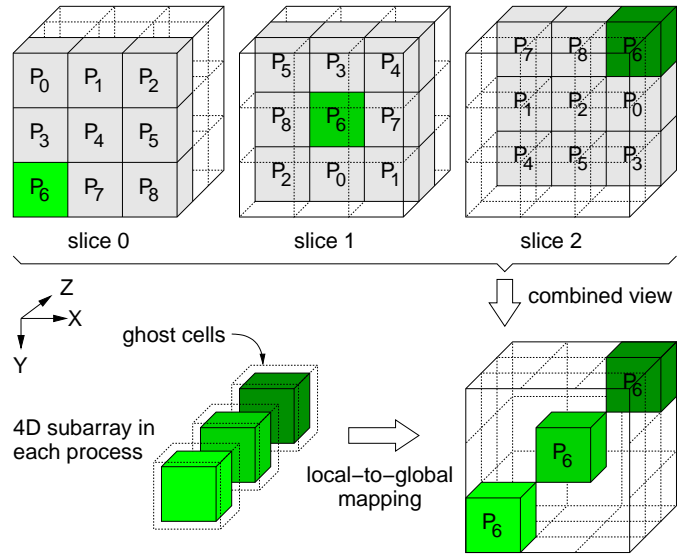 P0 P1 P2
P3 P4 P5
P6 P7 P8
slice 0
P5 P3 P4
P8 P6 P7
P2 P0 P1
slice 1
P7 P8 P6
P1 P2 P0
P4 P5 P3
slice 2
combined view
Z
X
Y
ghost cells
4D subarray in
each process
local-to-global
mapping
P6
P6
P6